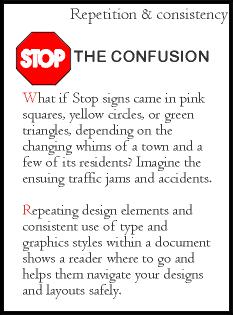 Repetition & consistency
STOP THE CONFUSION
What if Stop signs came in pink
squares, yellow circles, or green
triangles, depending on the
changing whims of a town and a
few of its residents? Imagine the
ensuing traffic jams and accidents.
Repeating design elements and
consistent use of type and
graphics styles within a document
shows a reader where to go and
helps them navigate your designs
and layouts safely.